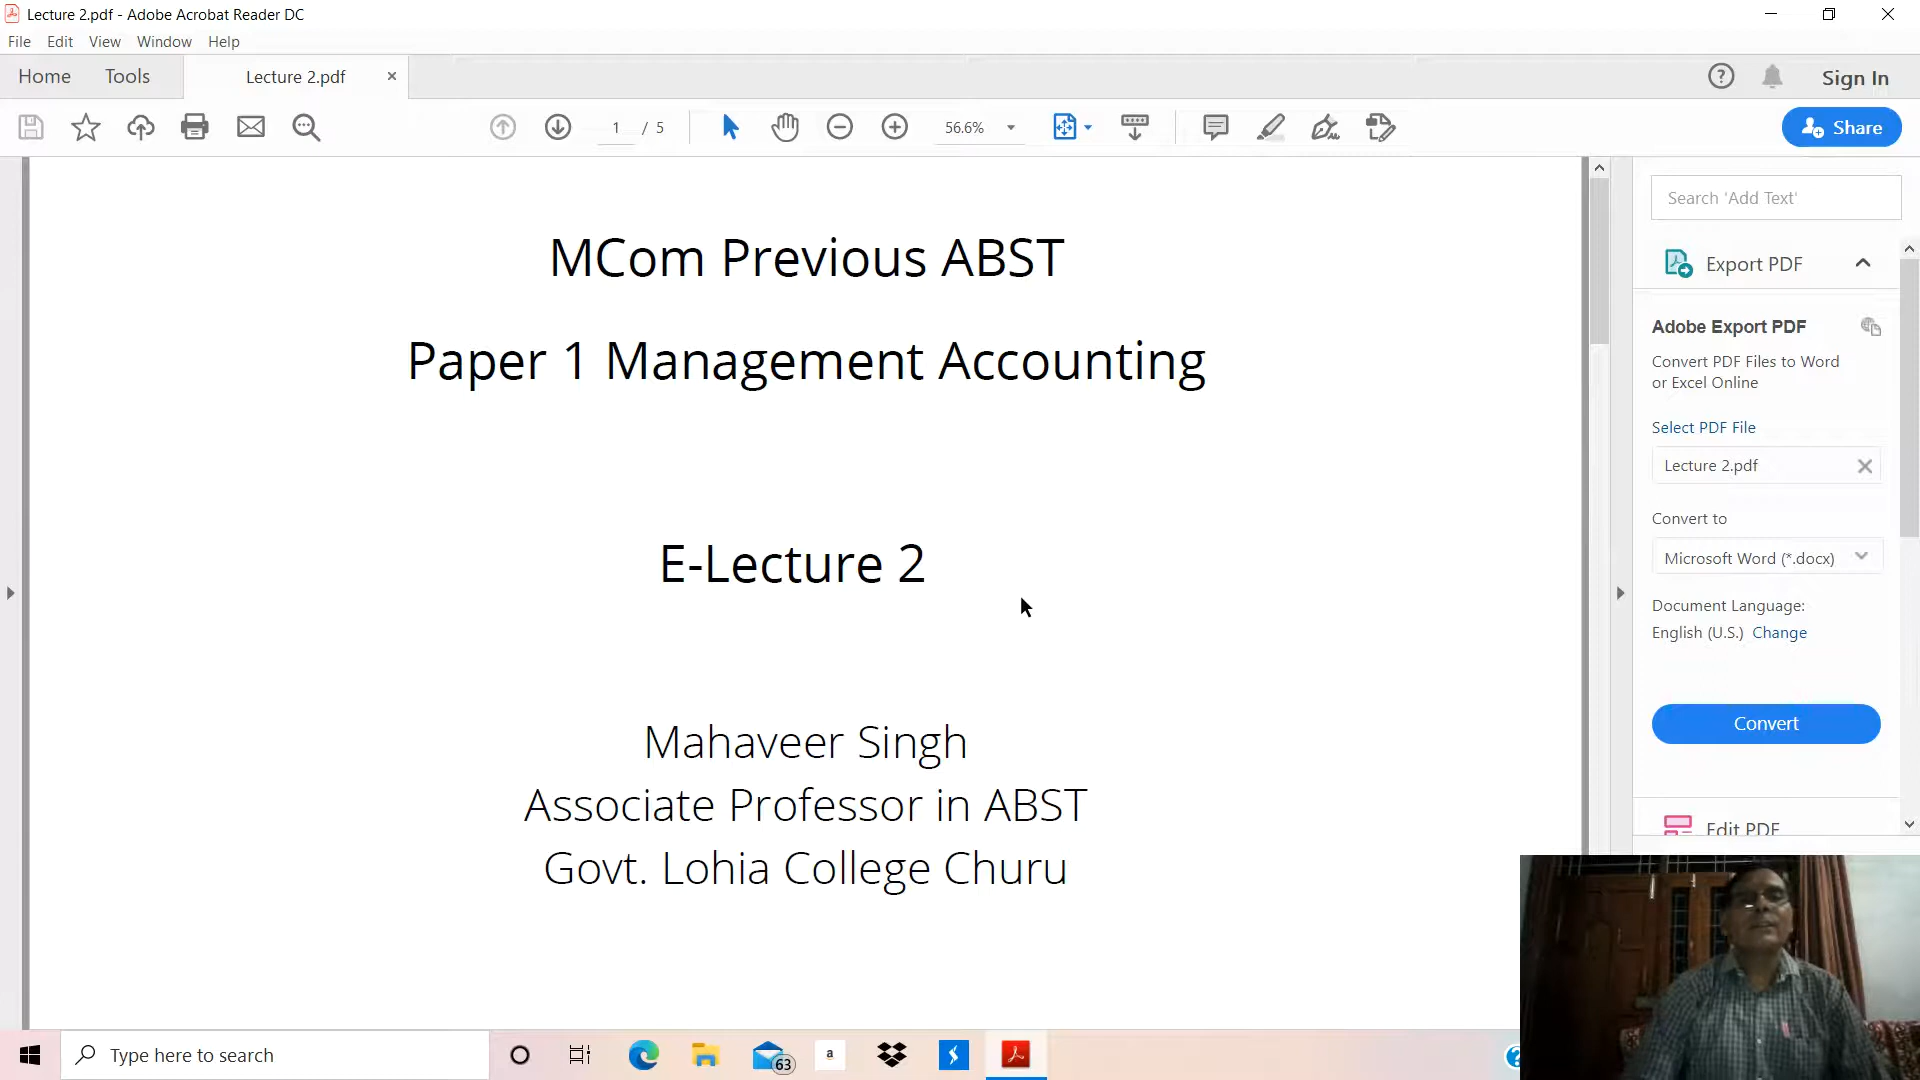 Lecture 2.pdf - Adobe Acrobat Reader DC
File Edit View Window Help
Home Tools Lecture 2.pdf Sign In
1 / 5 56.6% Share
MCom Previous ABST
Paper 1 Management Accounting
E-Lecture 2
Mahaveer Singh
Associate Professor in ABST
Govt. Lohia College Churu
Search 'Add Text'
Export PDF
Adobe Export PDF
Convert PDF Files to Word
or Excel Online
Select PDF File
Lecture 2.pdf
Convert to
Microsoft Word (*.docx)
Document Language:
English (U.S.) Change
Convert
Edit PDF
Type here to search
63
a